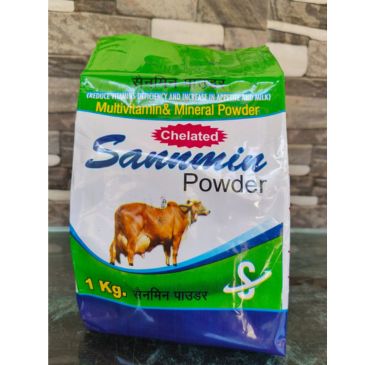 सेनमिन पाउडर
(REDUCE VITAMINS DEFICIENCY AND INCREASE IN APPETITE AND MILK)
Multivitamin& Mineral Powder
Chelated
Sannmin
Powder
1 Kg.
सेनमिन पाउडर